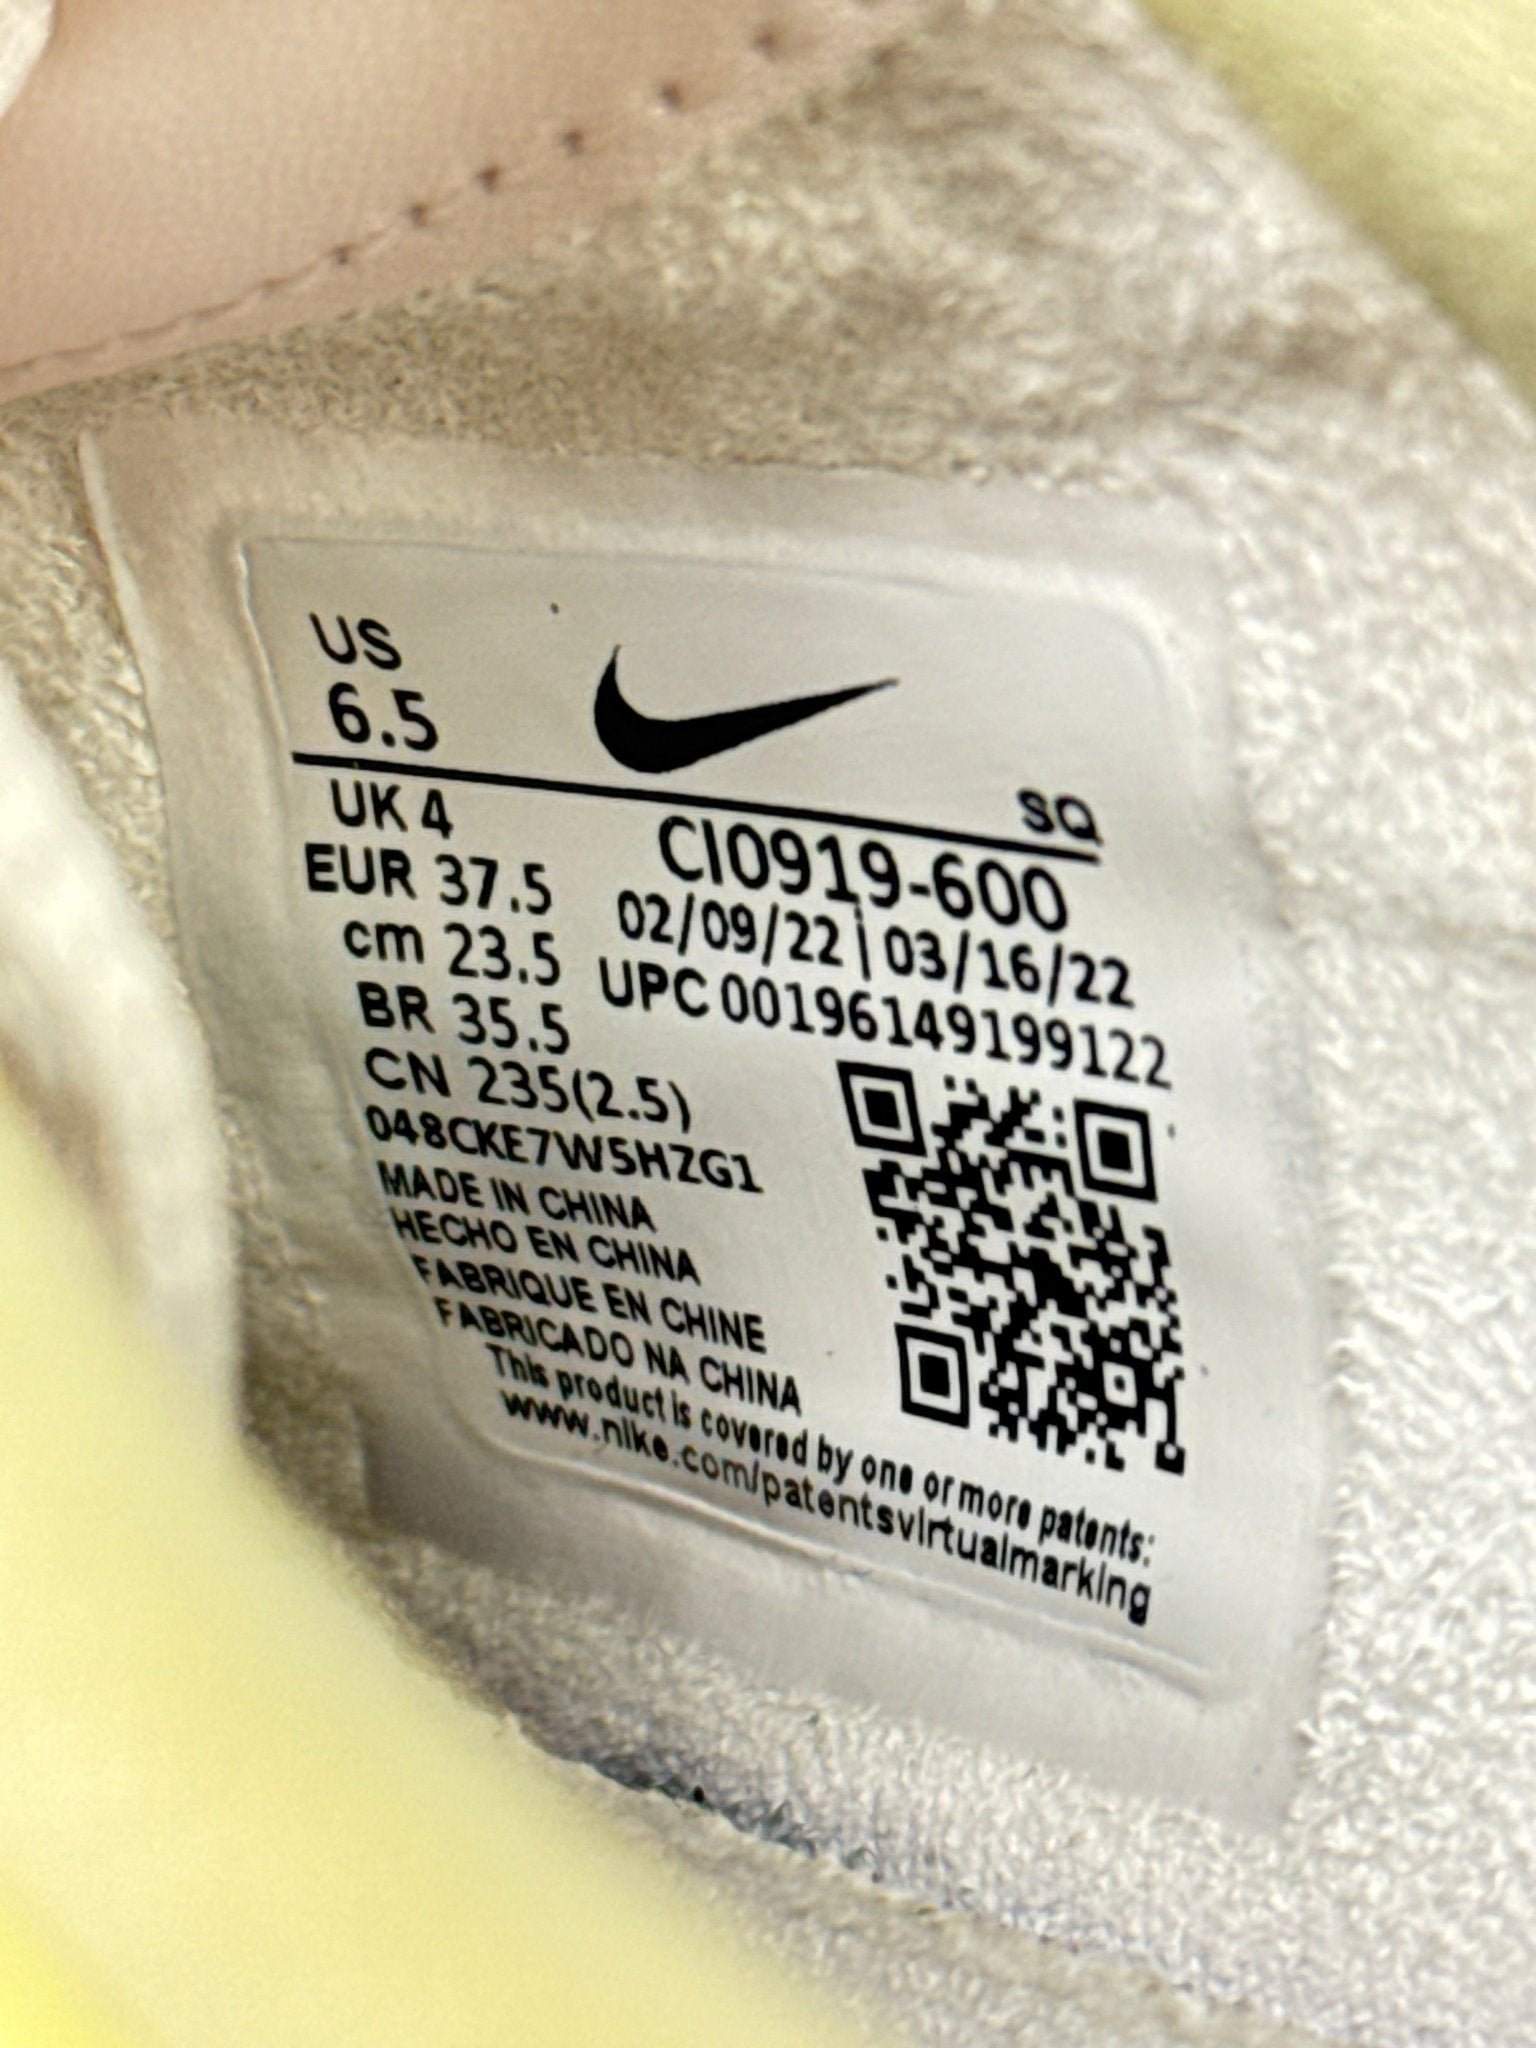 US
6.5
SQ
UK 4
CI0919-600
EUR 37.5
02/09/22 | 03/16/22
cm 23.5
UPC 00196149199122
BR 35.5
CN 235(2.5)
048CKE7W5HZG1
MADE IN CHINA
HECHO EN CHINA
FABRIQUE EN CHINE
FABRICADO NA CHINA
This product is covered by one or more patents:
www.nike.com/patentsvirtualmarking